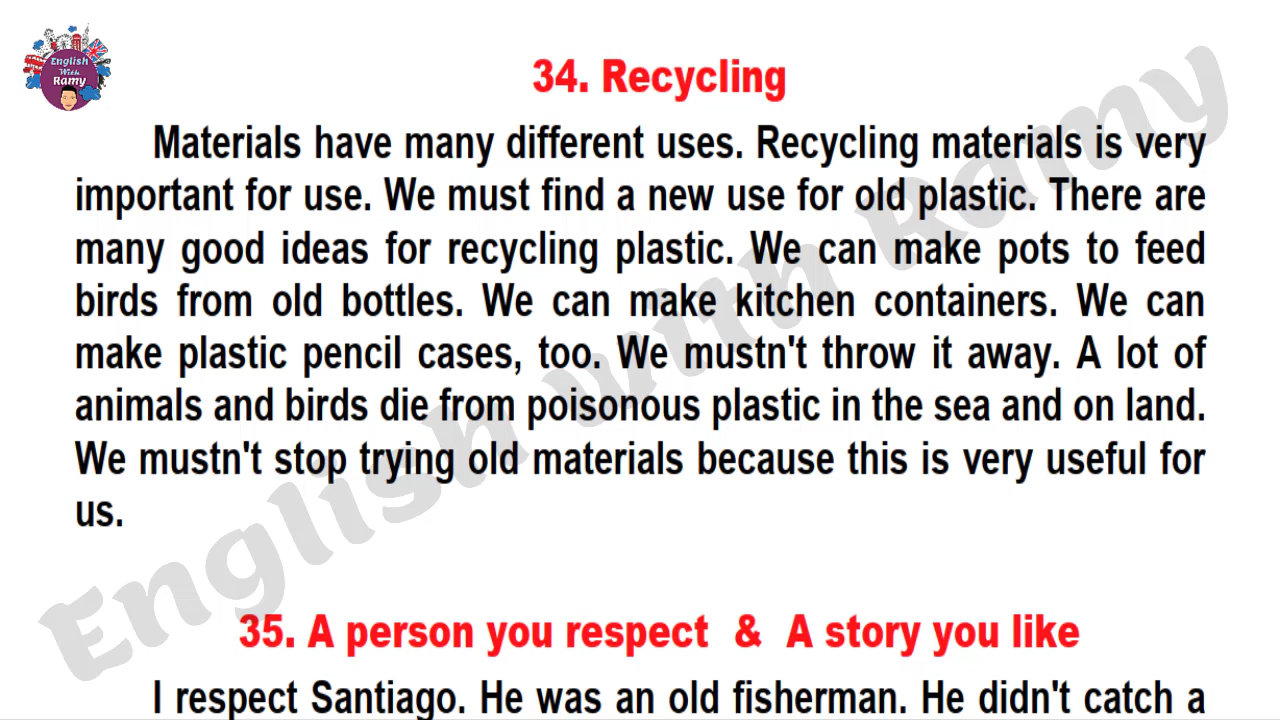 English
With
Ramy
34. Recycling
Materials have many different uses. Recycling materials is very
important for use. We must find a new use for old plastic. There are
many good ideas for recycling plastic. We can make pots to feed
birds from old bottles. We can make kitchen containers. We can
make plastic pencil cases, too. We mustn't throw it away. A lot of
animals and birds die from poisonous plastic in the sea and on land.
We mustn't stop trying old materials because this is very useful for
us.
English with Ramy
35. A person you respect & A story you like
I respect Santiago. He was an old fisherman. He didn't catch a